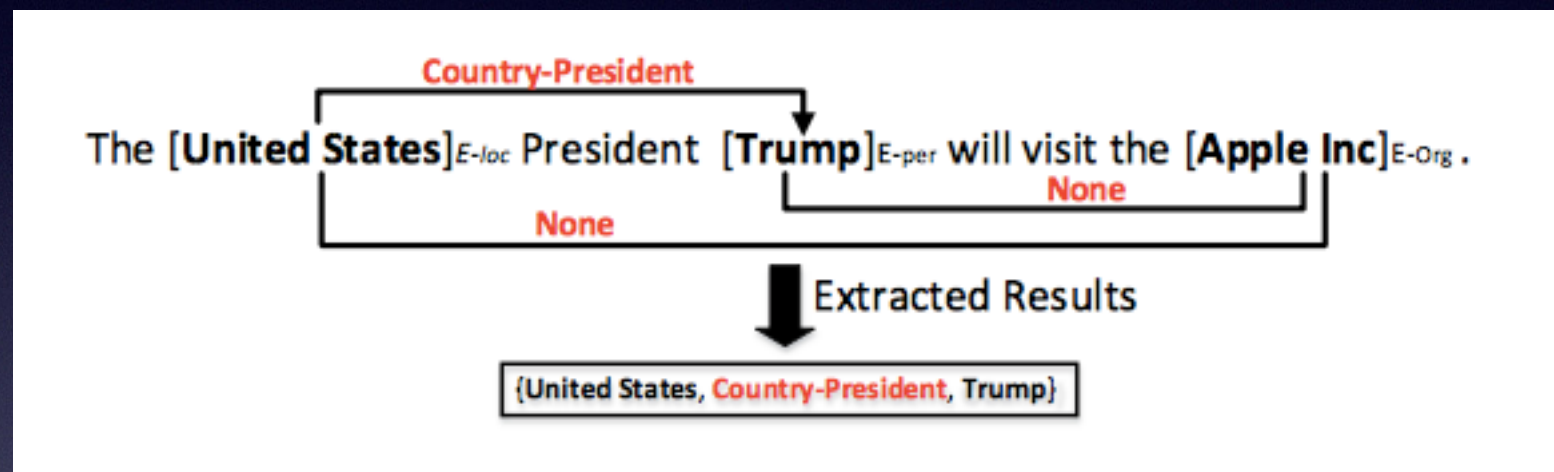 Country-President
The [United States]E-loc President [Trump]E-per will visit the [Apple Inc]E-Org .
None
None
Extracted Results
{United States, Country-President, Trump}